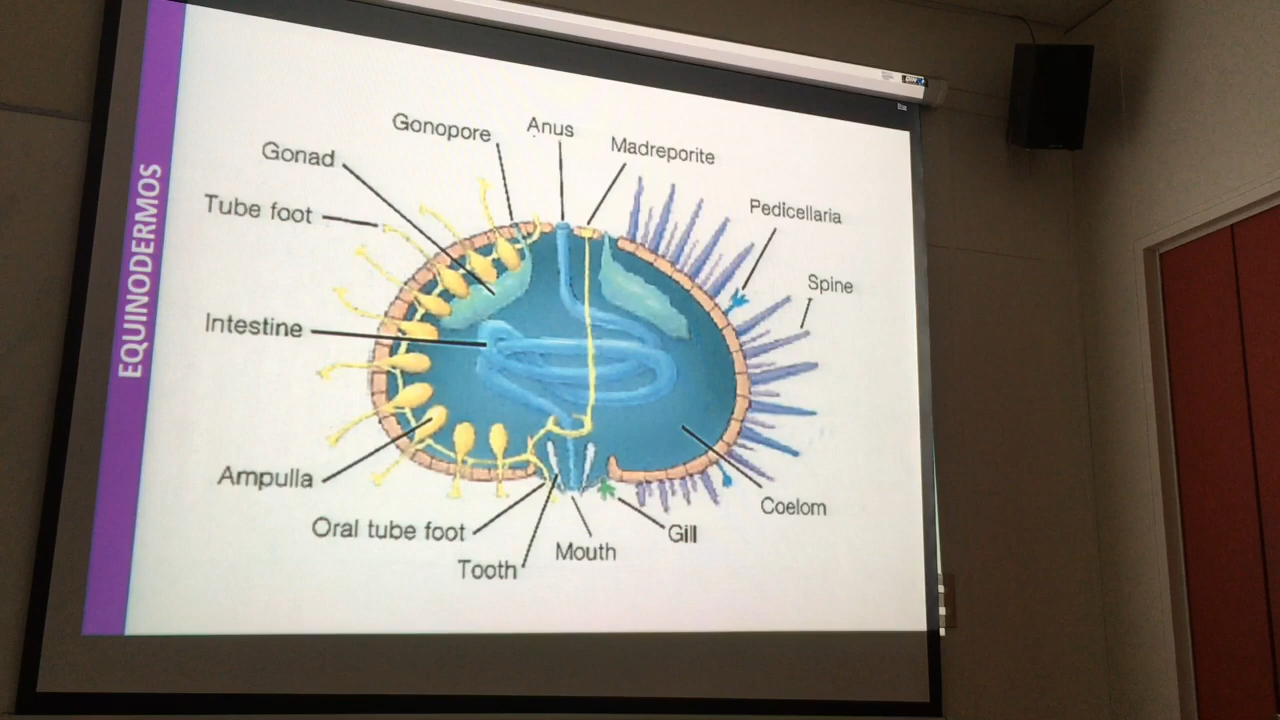 EQUINODERMOS
Gonopore
Anus
Madreporite
Gonad
Pedicellaria
Tube foot
Spine
Intestine
Ampulla
Coelom
Oral tube foot
Gill
Mouth
Tooth